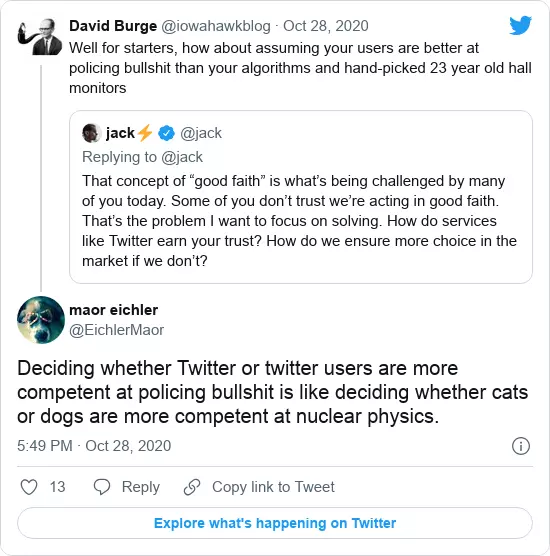 David Burge @iowahawkblog · Oct 28, 2020
Well for starters, how about assuming your users are better at
policing bullshit than your algorithms and hand-picked 23 year old hall
monitors
jack⚡ @jack
Replying to @jack
That concept of “good faith” is what’s being challenged by many
of you today. Some of you don’t trust we’re acting in good faith.
That’s the problem I want to focus on solving. How do services
like Twitter earn your trust? How do we ensure more choice in the
market if we don’t?
maor eichler
@EichlerMaor
Deciding whether Twitter or twitter users are more
competent at policing bullshit is like deciding whether cats
or dogs are more competent at nuclear physics.
5:49 PM · Oct 28, 2020
13 Reply Copy link to Tweet
Explore what's happening on Twitter